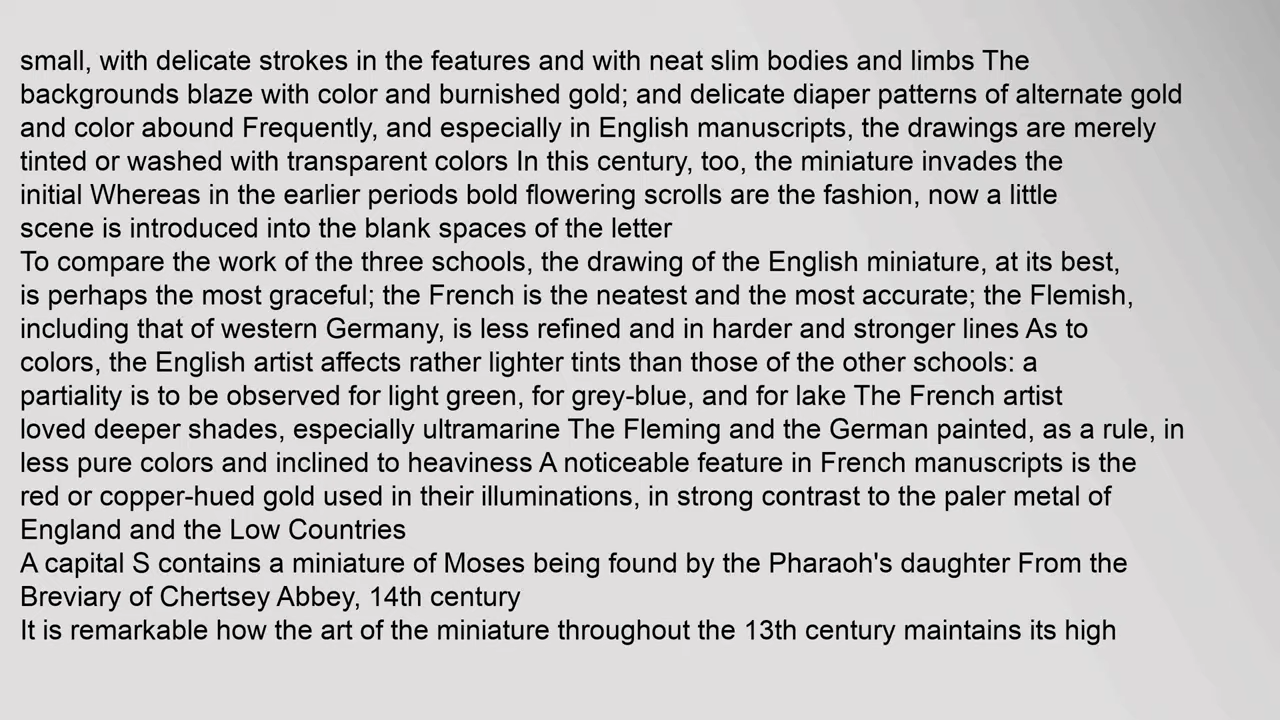 small, with delicate strokes in the features and with neat slim bodies and limbs The
backgrounds blaze with color and burnished gold; and delicate diaper patterns of alternate gold
and color abound Frequently, and especially in English manuscripts, the drawings are merely
tinted or washed with transparent colors In this century, too, the miniature invades the
initial Whereas in the earlier periods bold flowering scrolls are the fashion, now a little
scene is introduced into the blank spaces of the letter
To compare the work of the three schools, the drawing of the English miniature, at its best,
is perhaps the most graceful; the French is the neatest and the most accurate; the Flemish,
including that of western Germany, is less refined and in harder and stronger lines As to
colors, the English artist affects rather lighter tints than those of the other schools: a
partiality is to be observed for light green, for grey-blue, and for lake The French artist
loved deeper shades, especially ultramarine The Fleming and the German painted, as a rule, in
less pure colors and inclined to heaviness A noticeable feature in French manuscripts is the
red or copper-hued gold used in their illuminations, in strong contrast to the paler metal of
England and the Low Countries
A capital S contains a miniature of Moses being found by the Pharaoh's daughter From the
Breviary of Chertsey Abbey, 14th century
It is remarkable how the art of the miniature throughout the 13th century maintains its high